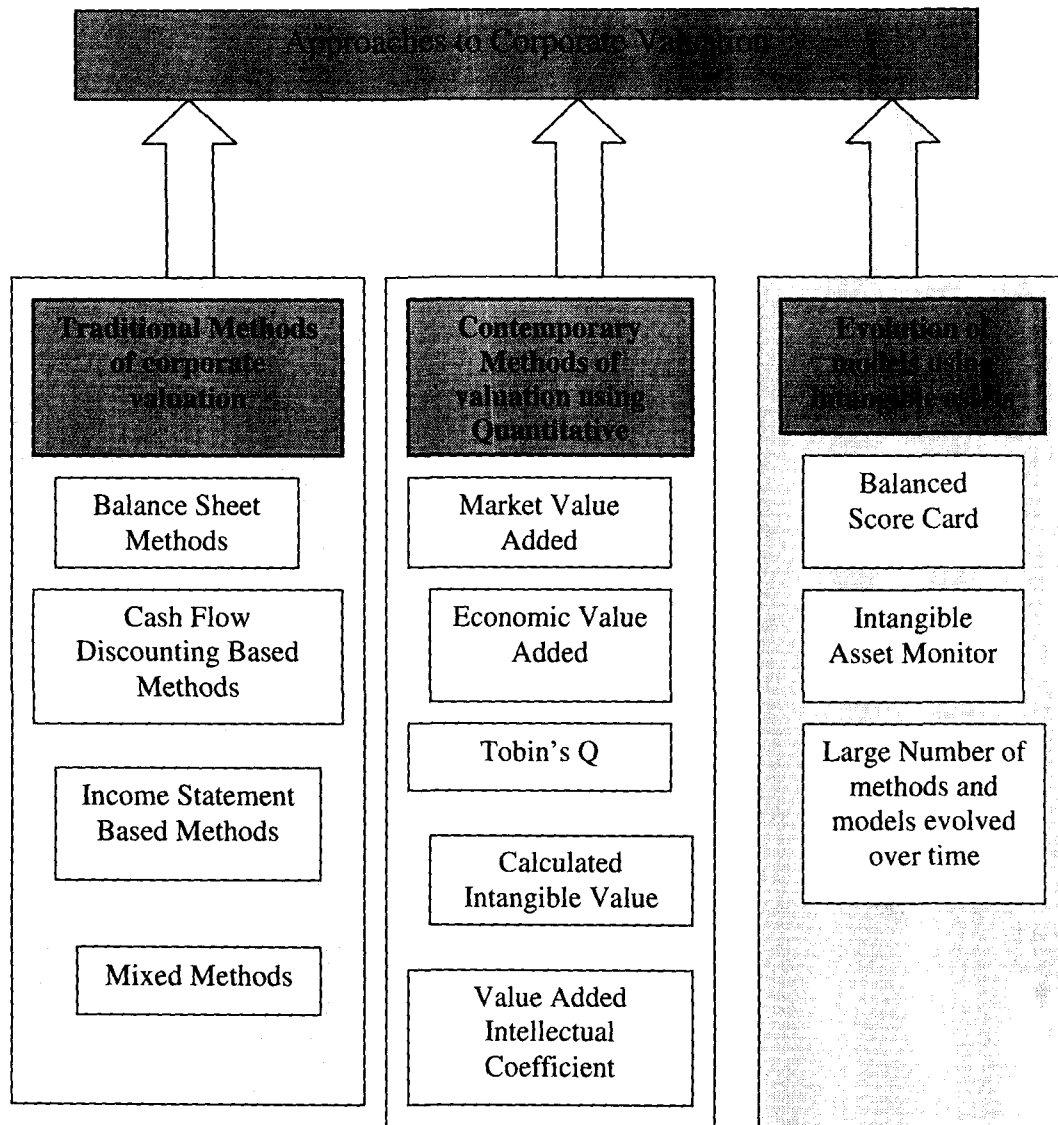 Approaches to Corporate Valuation
Traditional Methods
of corporate
valuation
Balance Sheet
Methods
Cash Flow
Discounting Based
Methods
Income Statement
Based Methods
Mixed Methods
Contemporary
Methods of
valuation using
Quantitative
Market Value
Added
Economic Value
Added
Tobin's Q
Calculated
Intangible Value
Value Added
Intellectual
Coefficient
Evolution of
models using
Intangible
Balanced
Score Card
Intangible
Asset Monitor
Large Number of
methods and
models evolved
over time